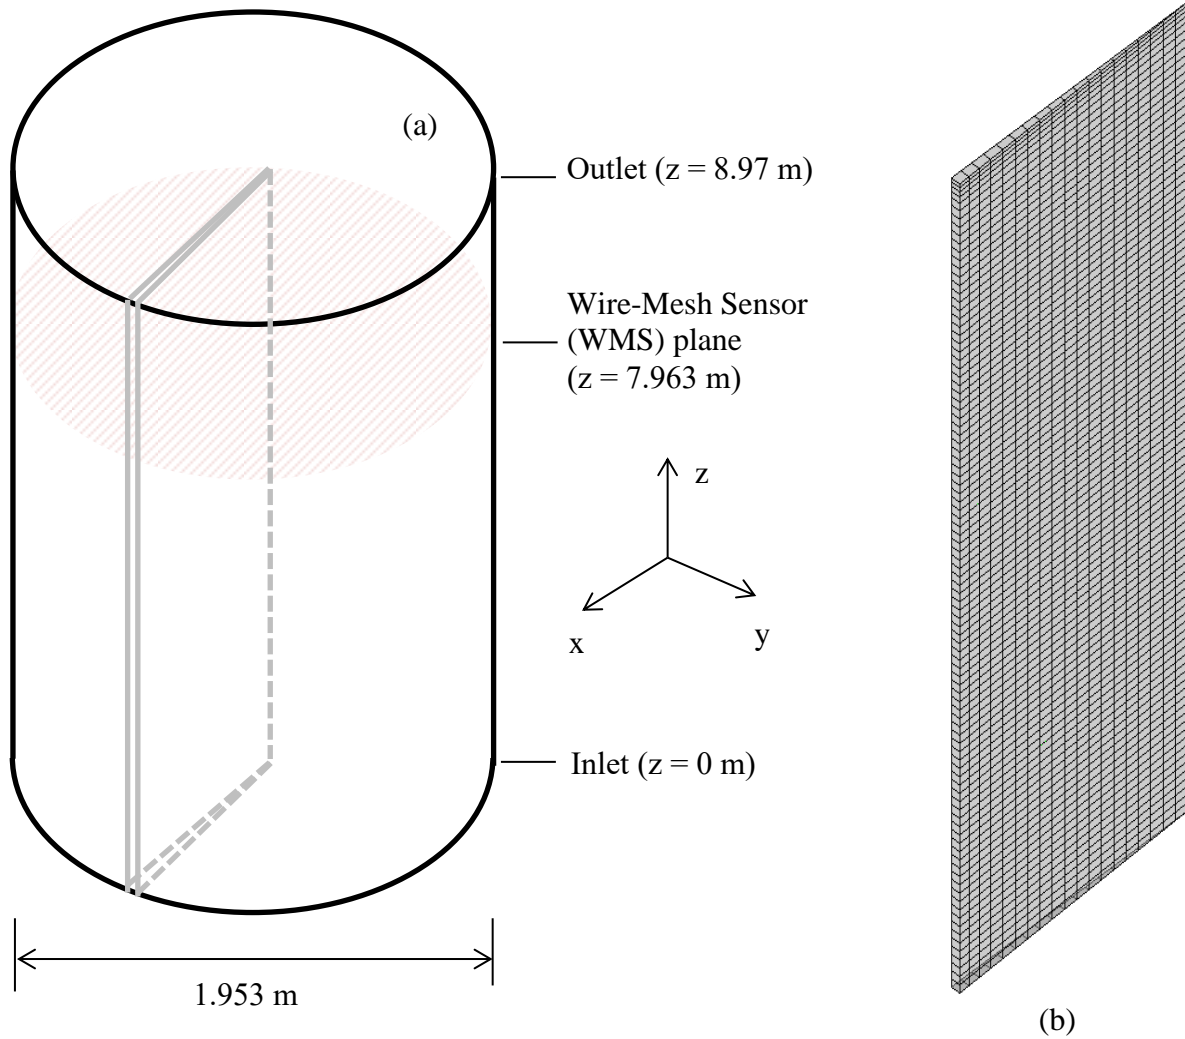 (a)
Outlet (z = 8.97 m)
Wire-Mesh Sensor
(WMS) plane
(z = 7.963 m)
z
x
y
Inlet (z = 0 m)
1.953 m
(b)